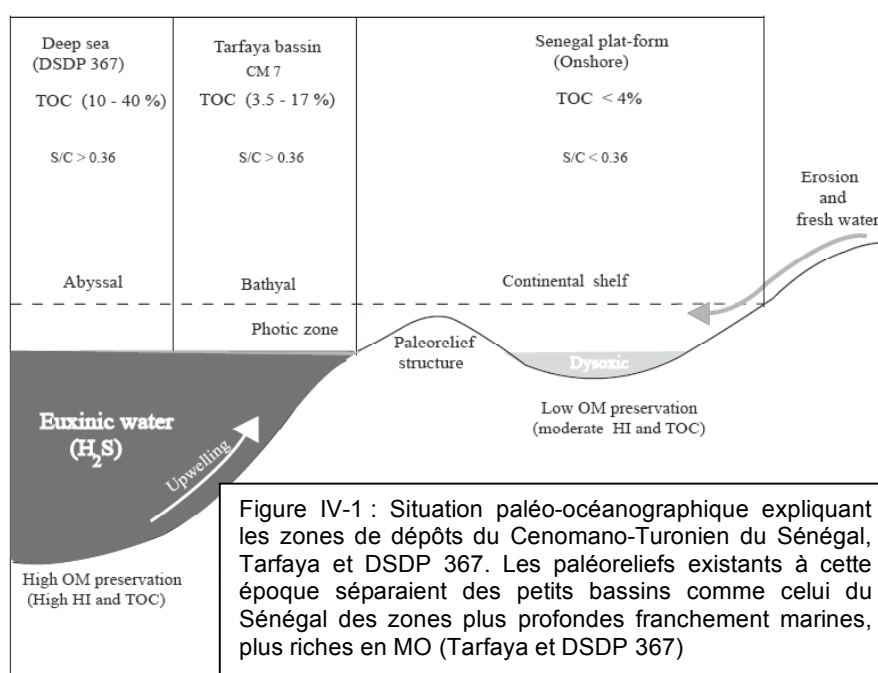 Deep sea
(DSDP 367)
TOC (10 - 40 %)
S/C > 0.36
Abyssal
Tarfaya bassin
CM 7
TOC (3.5 - 17 %)
S/C > 0.36
Bathyal
Senegal plat-form
(Onshore)
TOC < 4%
S/C < 0.36
Continental shelf
Erosion
and
fresh water
Photic zone
Paleorelief
structure
Dysoxic
Low OM preservation
(moderate HI and TOC)
Euxinic water
(H2S)
Upwelling
High OM preservation
(High HI and TOC)
Figure IV-1 : Situation paléo-océanographique expliquant
les zones de dépôts du Cenomano-Turonien du Sénégal,
Tarfaya et DSDP 367. Les paléoreliefs existants à cette
époque séparaient des petits bassins comme celui du
Sénégal des zones plus profondes franchement marines,
plus riches en MO (Tarfaya et DSDP 367)